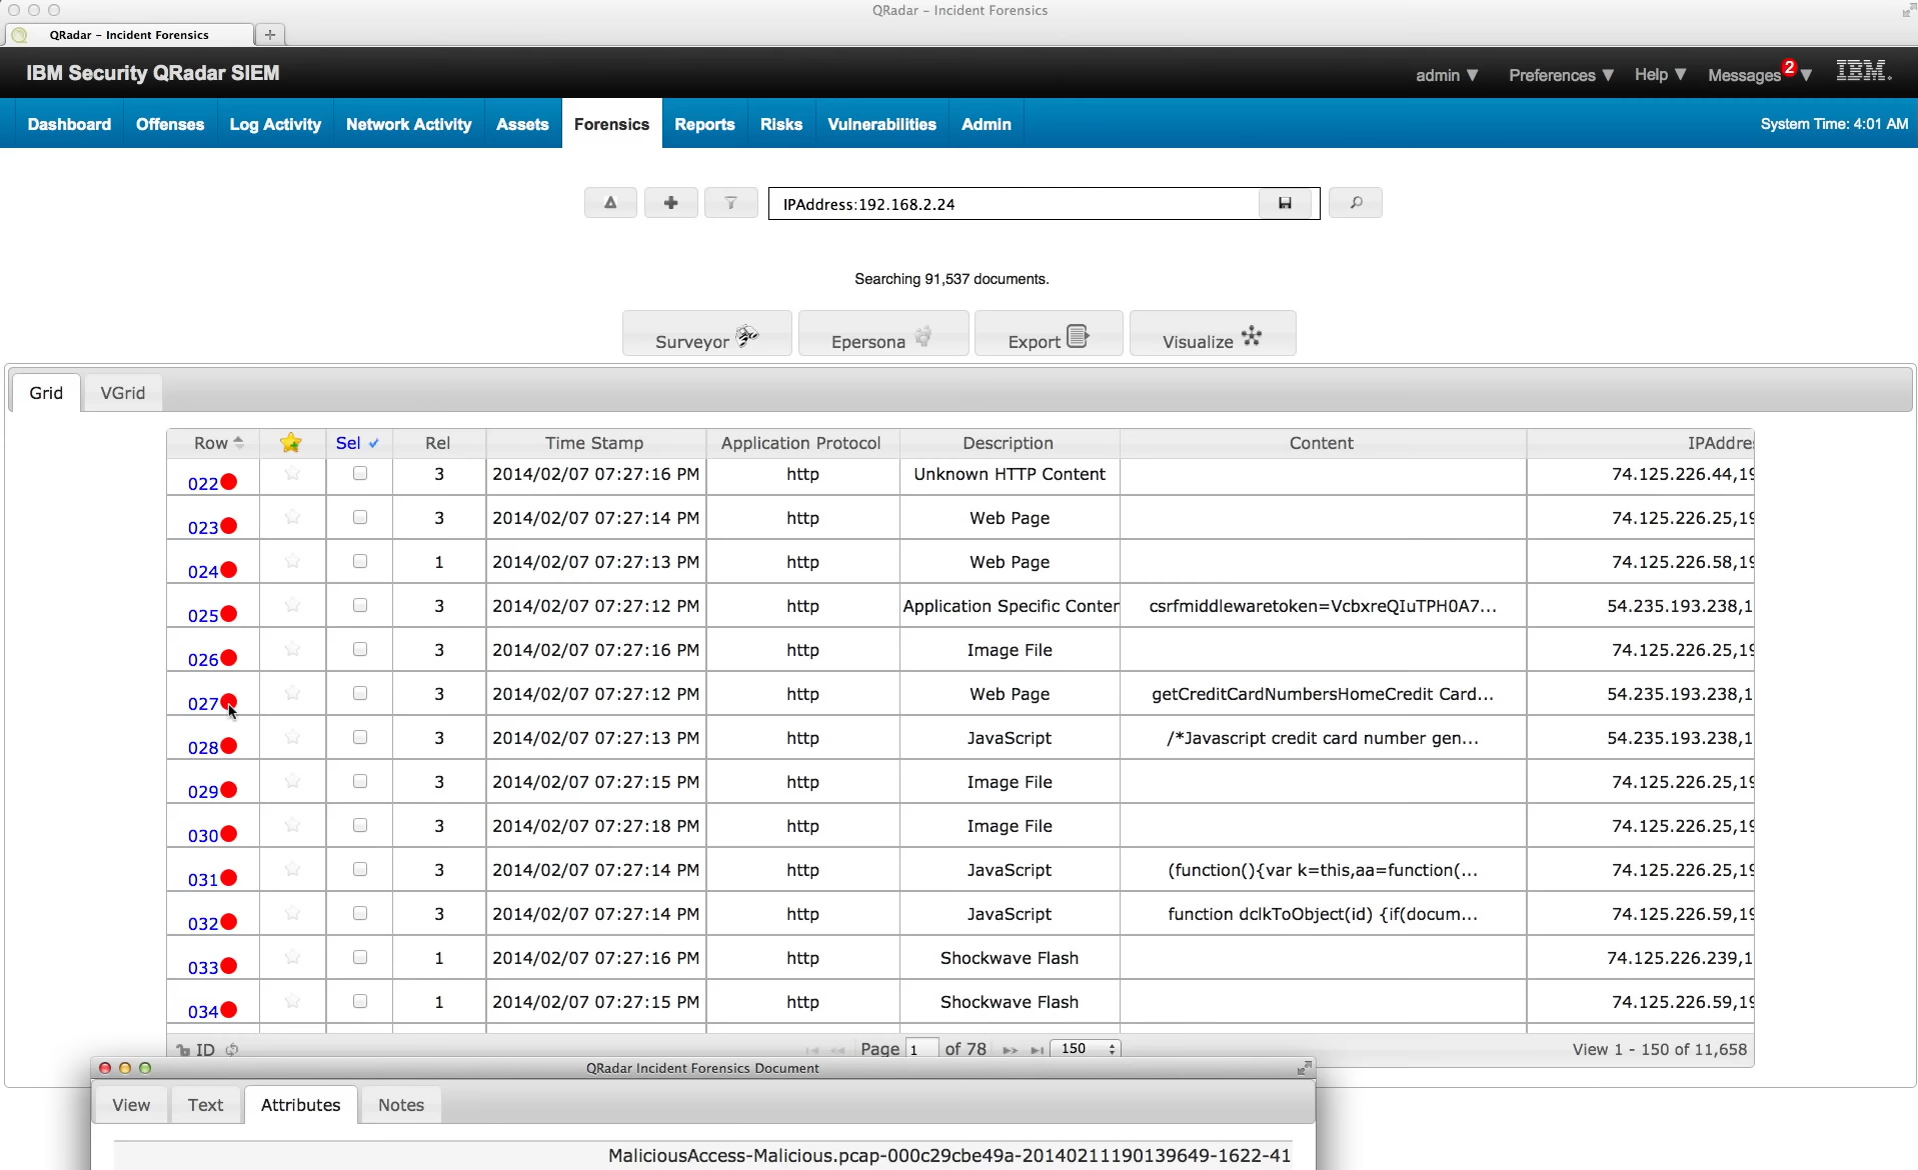 QRadar – Incident Forensics
QRadar – Incident Forensics
IBM Security QRadar SIEM
admin Preferences Help Messages 2 IBM
Dashboard Offenses Log Activity Network Activity Assets Forensics Reports Risks Vulnerabilities Admin System Time: 4:01 AM
IPAddress:192.168.2.24
Searching 91,537 documents.
Surveyor Epersona Export Visualize
Grid VGrid
Row Sel Rel Time Stamp Application Protocol Description Content IPAddre
022 3 2014/02/07 07:27:16 PM http Unknown HTTP Content 74.125.226.44,19
023 3 2014/02/07 07:27:14 PM http Web Page 74.125.226.25,19
024 1 2014/02/07 07:27:13 PM http Web Page 74.125.226.58,19
025 3 2014/02/07 07:27:12 PM http Application Specific Conter csrfmiddlewaretoken=VcbxreQIuTPH0A7... 54.235.193.238,1
026 3 2014/02/07 07:27:16 PM http Image File 74.125.226.25,19
027 3 2014/02/07 07:27:12 PM http Web Page getCreditCardNumbersHomeCredit Card... 54.235.193.238,1
028 3 2014/02/07 07:27:13 PM http JavaScript /*Javascript credit card number gen... 54.235.193.238,1
029 3 2014/02/07 07:27:15 PM http Image File 74.125.226.25,19
030 3 2014/02/07 07:27:18 PM http Image File 74.125.226.25,19
031 3 2014/02/07 07:27:14 PM http JavaScript (function(){var k=this,aa=function(... 74.125.226.25,19
032 3 2014/02/07 07:27:14 PM http JavaScript function dclkToObject(id) {if(docum... 74.125.226.59,19
033 1 2014/02/07 07:27:16 PM http Shockwave Flash 74.125.226.239,1
034 1 2014/02/07 07:27:15 PM http Shockwave Flash 74.125.226.59,19
ID Page 1 of 78 150 View 1 - 150 of 11,658
QRadar Incident Forensics Document
View Text Attributes Notes
MaliciousAccess-Malicious.pcap-000c29cbe49a-20140211190139649-1622-41